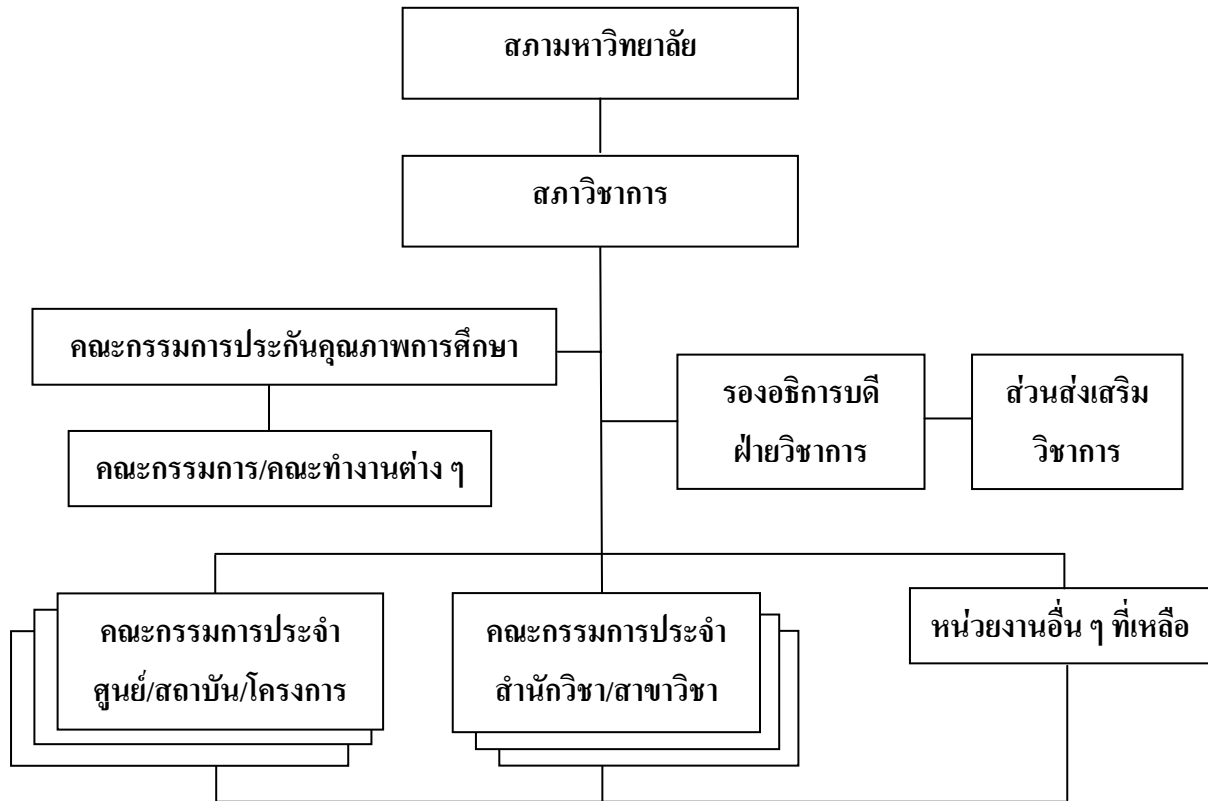 สภามหาวิทยาลัย
สภาวิชาการ
คณะกรรมการประกันคุณภาพการศึกษา
คณะกรรมการ/คณะทำงานต่าง ๆ
รองอธิการบดี
ฝ่ายวิชาการ
ส่วนส่งเสริม
วิชาการ
คณะกรรมการประจำ
ศูนย์/สถาบัน/โครงการ
คณะกรรมการประจำ
สำนักวิชา/สาขาวิชา
หน่วยงานอื่น ๆ ที่เหลือ